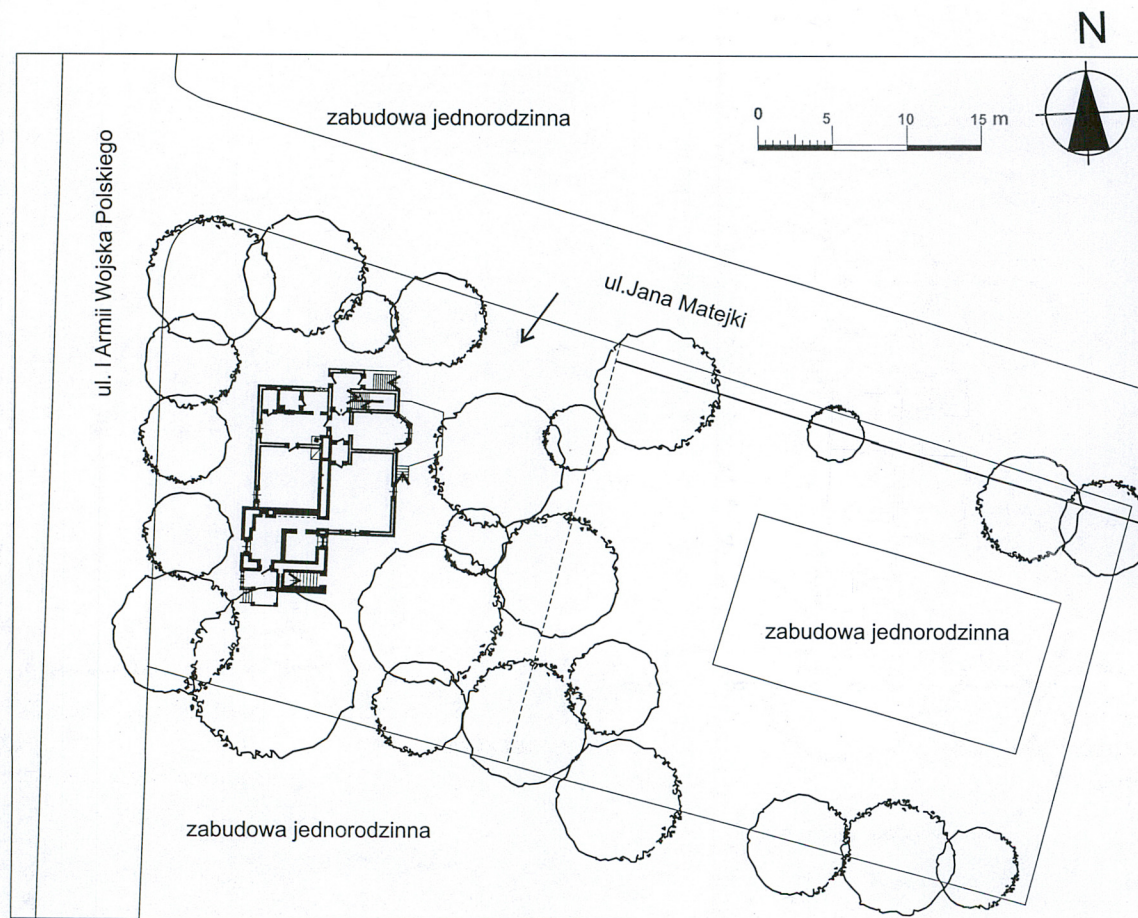 N
zabudowa jednorodzinna
0 5 10 15 m
ul. I Armii Wojska Polskiego
ul.Jana Matejki
zabudowa jednorodzinna
zabudowa jednorodzinna